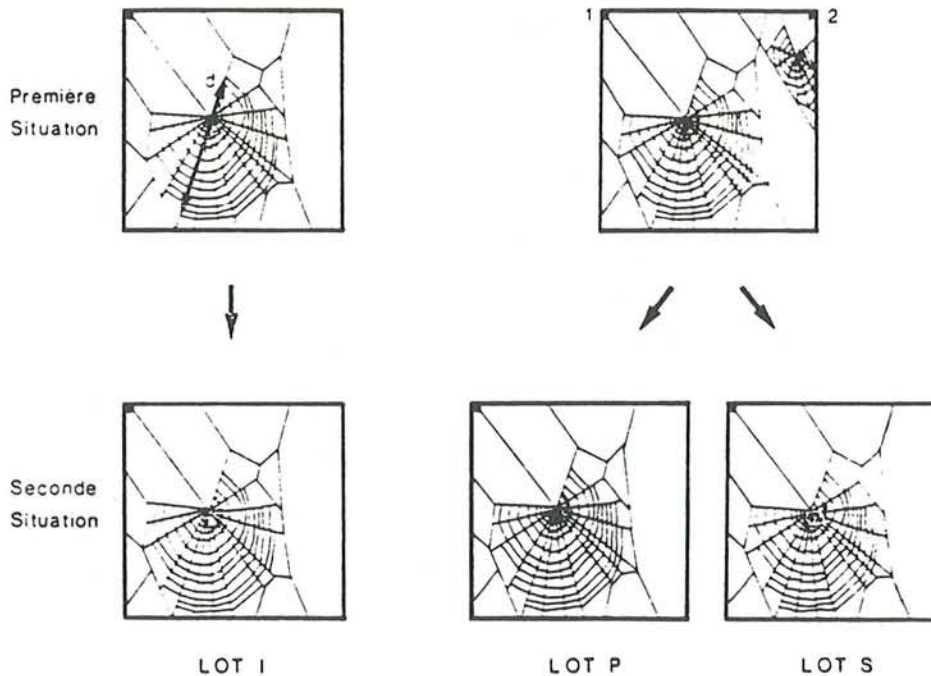 d
1
2
Première
Situation
Seconde
Situation
LOT I
LOT P
LOT S